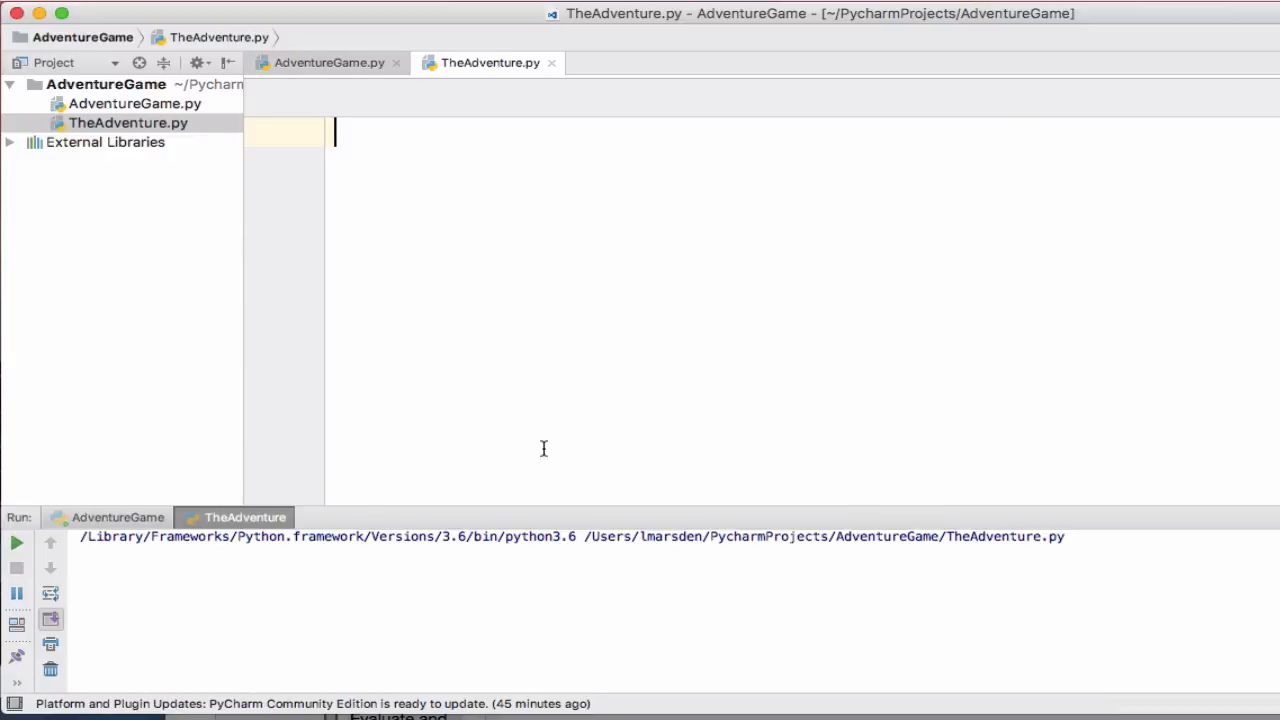 TheAdventure.py - AdventureGame - [~/PycharmProjects/AdventureGame]
AdventureGame TheAdventure.py
Project AdventureGame.py TheAdventure.py
AdventureGame ~/Pycharm
AdventureGame.py
TheAdventure.py
External Libraries
Run: AdventureGame TheAdventure
/Library/Frameworks/Python.framework/Versions/3.6/bin/python3.6 /Users/lmarsden/PycharmProjects/AdventureGame/TheAdventure.py
Platform and Plugin Updates: PyCharm Community Edition is ready to update. (45 minutes ago)
Evaluate and